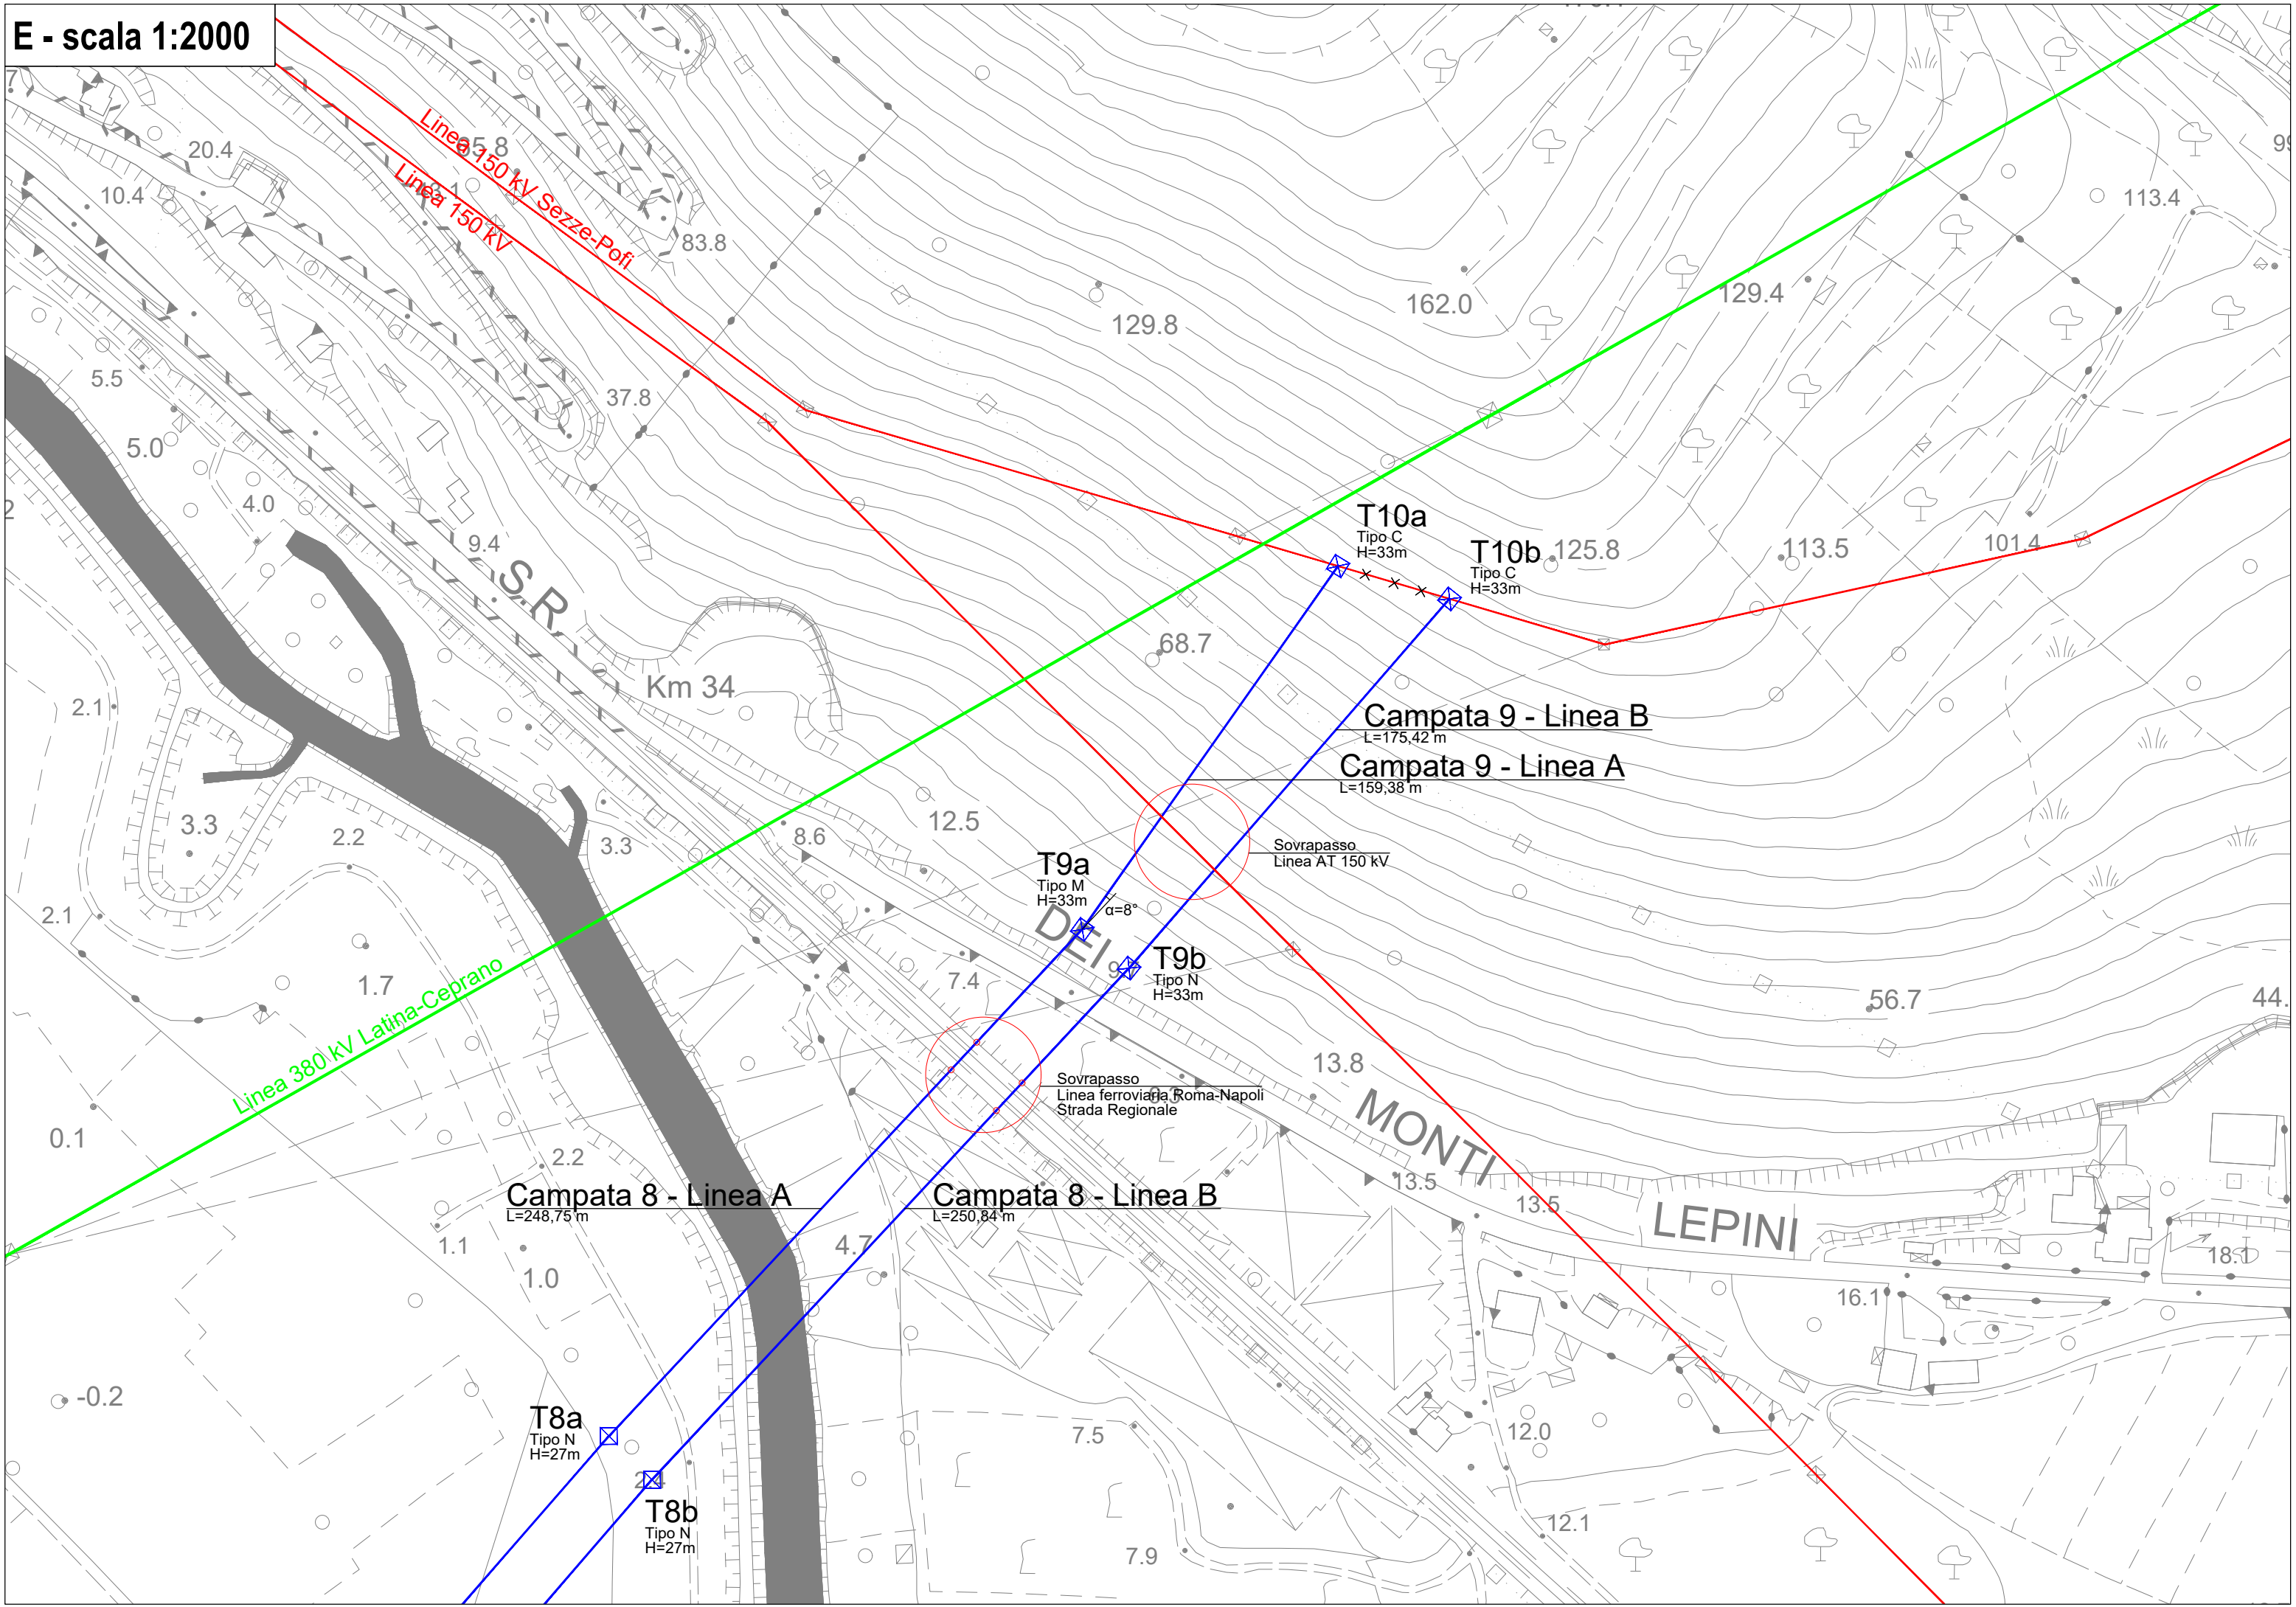 E - scala 1:2000
20.4
10.4
85.8
Linea 150 kV Sezze-Pofi
Linea 150 kV
83.8
113.4
129.4
162.0
129.8
5.5
5.0
37.8
4.0
9.4
S.R.
T10a
Tipo C
H=33m
T10b
Tipo C
H=33m
125.8
113.5
101.4
68.7
Km 34
2.1
Campata 9 - Linea B
L=175,42 m
Campata 9 - Linea A
L=159,38 m
3.3
2.2
3.3
8.6
12.5
Sovrapasso
Linea AT 150 kV
T9a
Tipo M
H=33m
α=8°
2.1
DEI
T9b
Tipo N
H=33m
1.7
7.4
56.7
44.
Linea 380 kV Latina-Ceprano
13.8
Sovrapasso
Linea ferroviaria Roma-Napoli
Strada Regionale
0.1
2.2
MONTI
13.5
13.5
LEPINI
Campata 8 - Linea A
L=248,75 m
Campata 8 - Linea B
L=250,84 m
1.1
4.7
1.0
18.1
16.1
-0.2
T8a
Tipo N
H=27m
7.5
12.0
T8b
Tipo N
H=27m
7.9
12.1